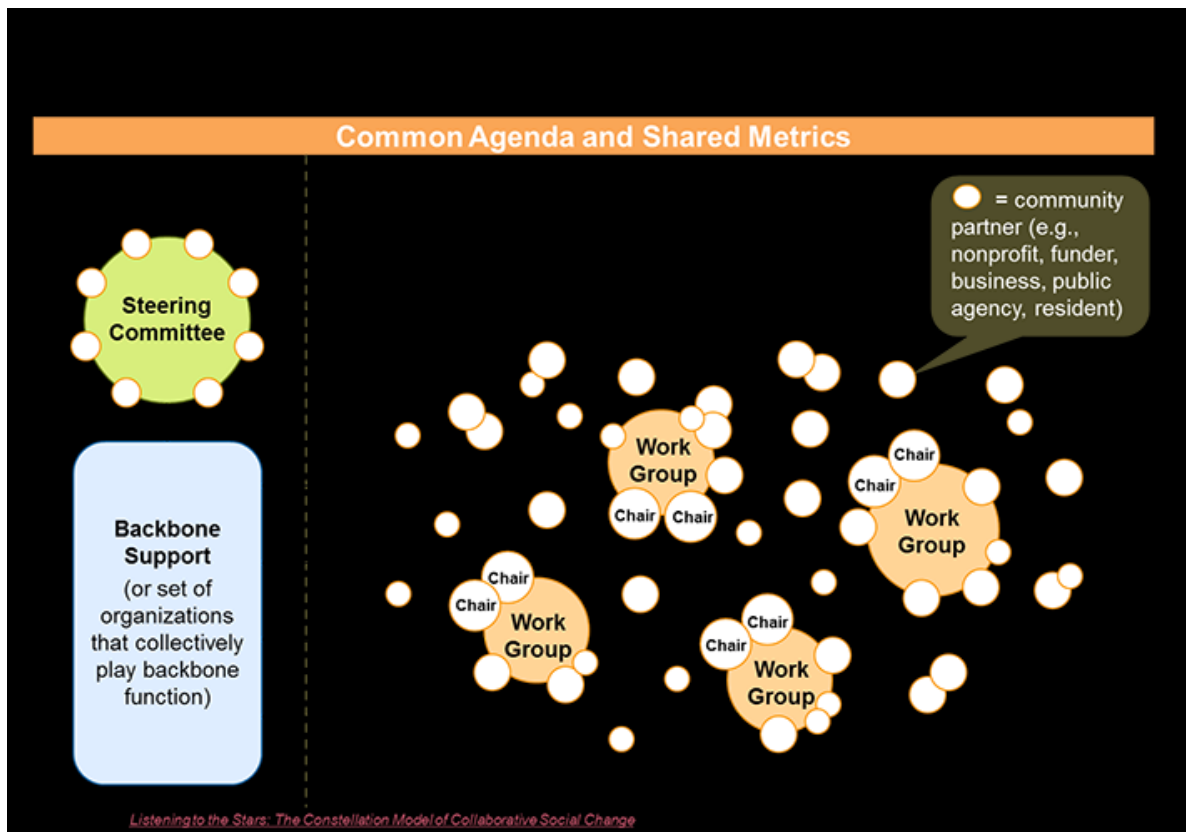 Common Agenda and Shared Metrics
= community
partner (e.g.,
nonprofit, funder,
business, public
agency, resident)
Steering
Committee
Backbone
Support
(or set of
organizations
that collectively
play backbone
function)
Work
Group
Chair
Chair
Chair
Chair
Work
Group
Chair
Chair
Work
Group
Chair
Chair
Work
Group
Listening to the Stars: The Constellation Model of Collaborative Social Change